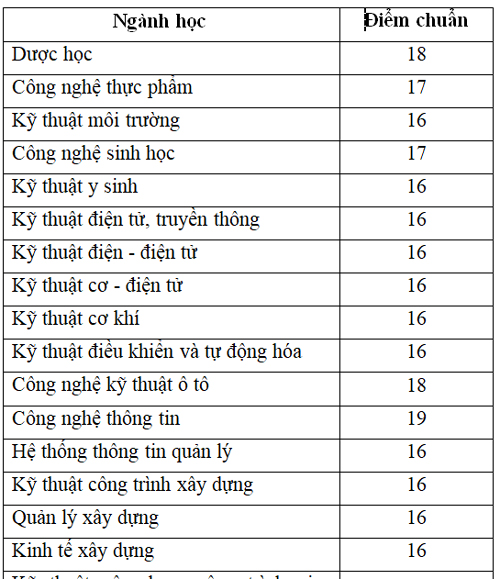 Ngành học Điểm chuẩn
Dược học 18
Công nghệ thực phẩm 17
Kỹ thuật môi trường 16
Công nghệ sinh học 17
Kỹ thuật y sinh 16
Kỹ thuật điện tử, truyền thông 16
Kỹ thuật điện - điện tử 16
Kỹ thuật cơ - điện tử 16
Kỹ thuật cơ khí 16
Kỹ thuật điều khiển và tự động hóa 16
Công nghệ kỹ thuật ô tô 18
Công nghệ thông tin 19
Hệ thống thông tin quản lý 16
Kỹ thuật công trình xây dựng 16
Quản lý xây dựng 16
Kinh tế xây dựng 16